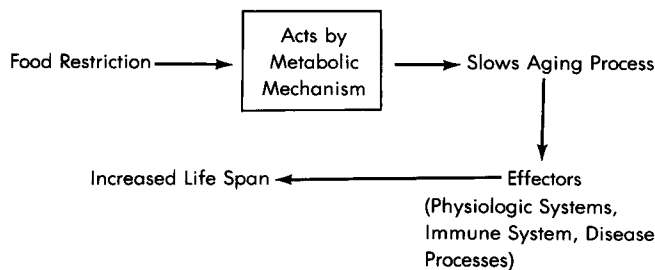 Food Restriction
Acts by
Metabolic
Mechanism
Slows Aging Process
Increased Life Span
Effectors
(Physiologic Systems,
Immune System, Disease
Processes)